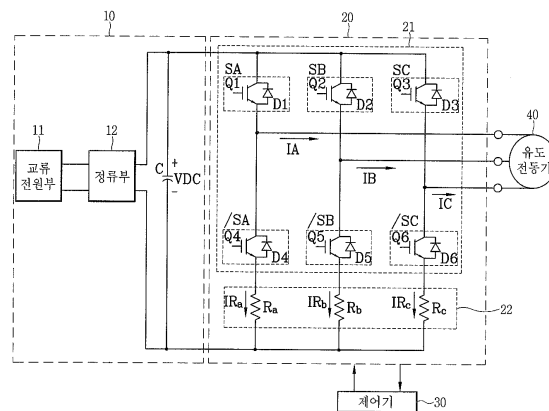 10
20
21
SA
Q1
D1
SB
Q2
D2
SC
Q3
D3
40
유도
전동기
11
교류
전원부
12
정류부
C
+
VDC
−
IA
IB
IC
/SA
Q4
D4
/SB
Q5
D5
/SC
Q6
D6
IRa
Ra
IRb
Rb
IRc
Rc
22
제어기
30